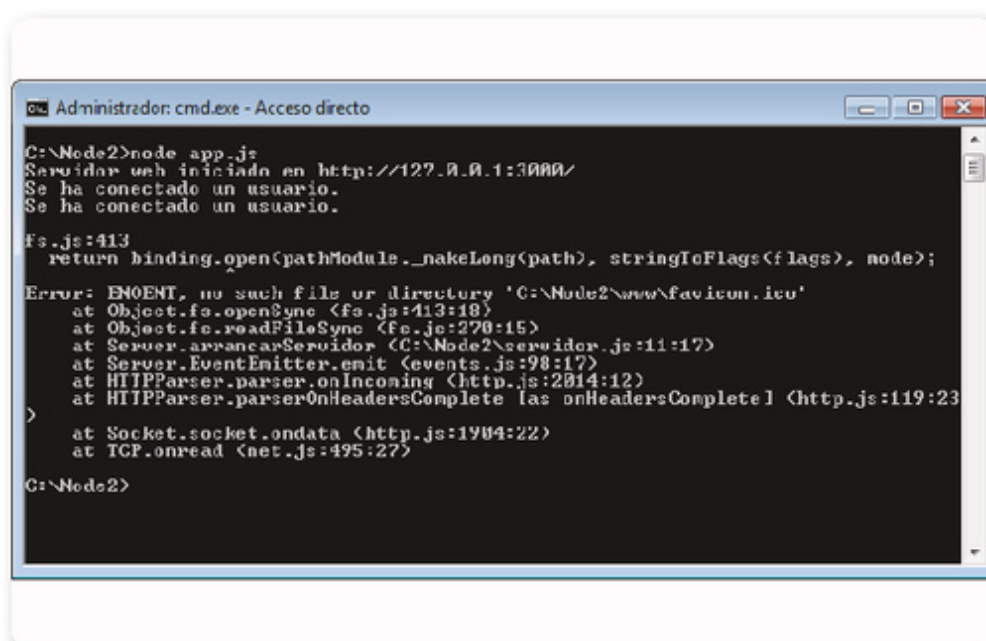 Administrador: cmd.exe - Acceso directo
C:\Node2>node app.js
Servidor web iniciado en http://127.0.0.1:3000/
Se ha conectado un usuario.
Se ha conectado un usuario.
fs.js:413
return binding.open(pathModule._makeLong(path), stringToFlags(flags), mode);
^
Error: ENOENT, no such file or directory 'C:\Node2\www\favicon.ico'
at Object.fs.openSync (fs.js:413:18)
at Object.fs.readFileSync (fs.js:270:15)
at Server.arrancarServidor (C:\Node2\servidor.js:11:17)
at Server.EventEmitter.emit (events.js:98:17)
at HTTPParser.parser.onIncoming (http.js:2014:12)
at HTTPParser.parserOnHeadersComplete [as onHeadersComplete] (http.js:119:23
)
at Socket.socket.ondata (http.js:1904:22)
at TCP.onread (net.js:495:27)
C:\Node2>